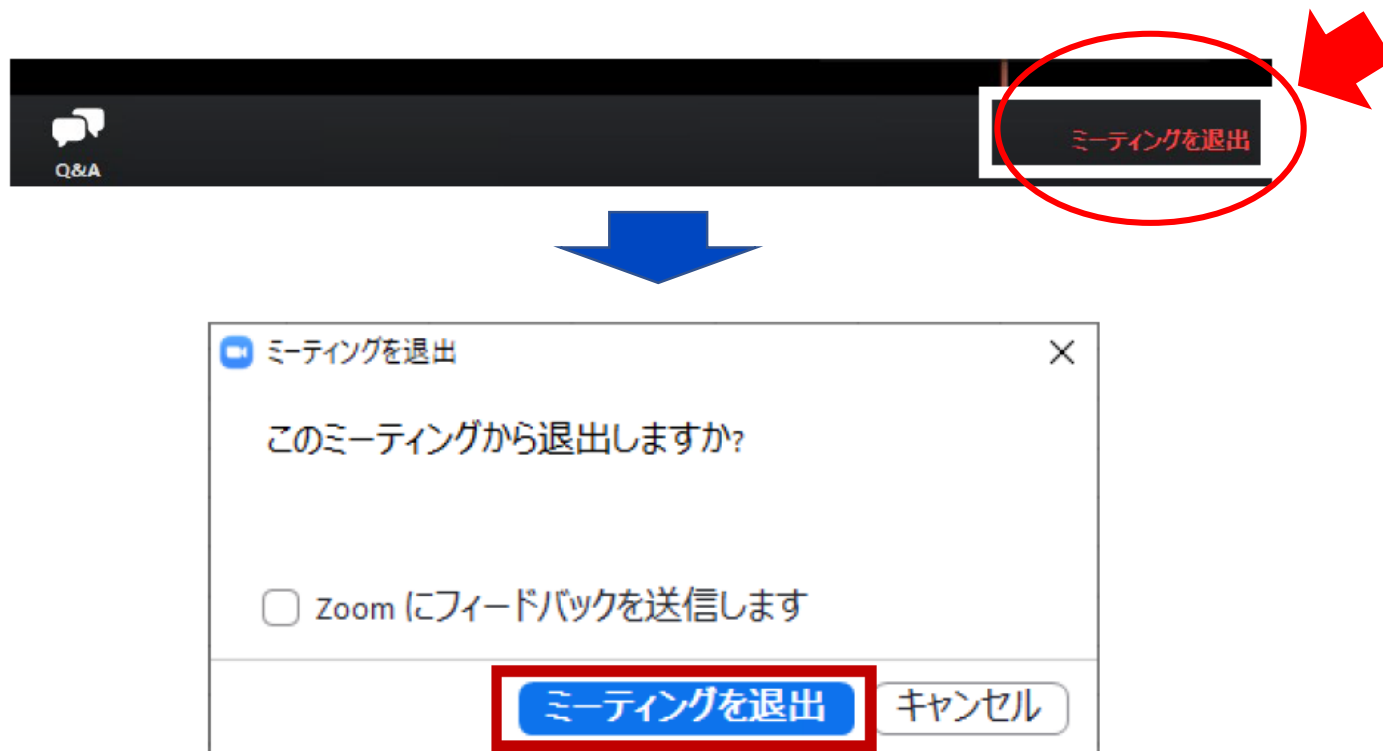 Q&A
ミーティングを退出
ミーティングを退出
このミーティングから退出しますか?
Zoom にフィードバックを送信します
ミーティングを退出
キャンセル